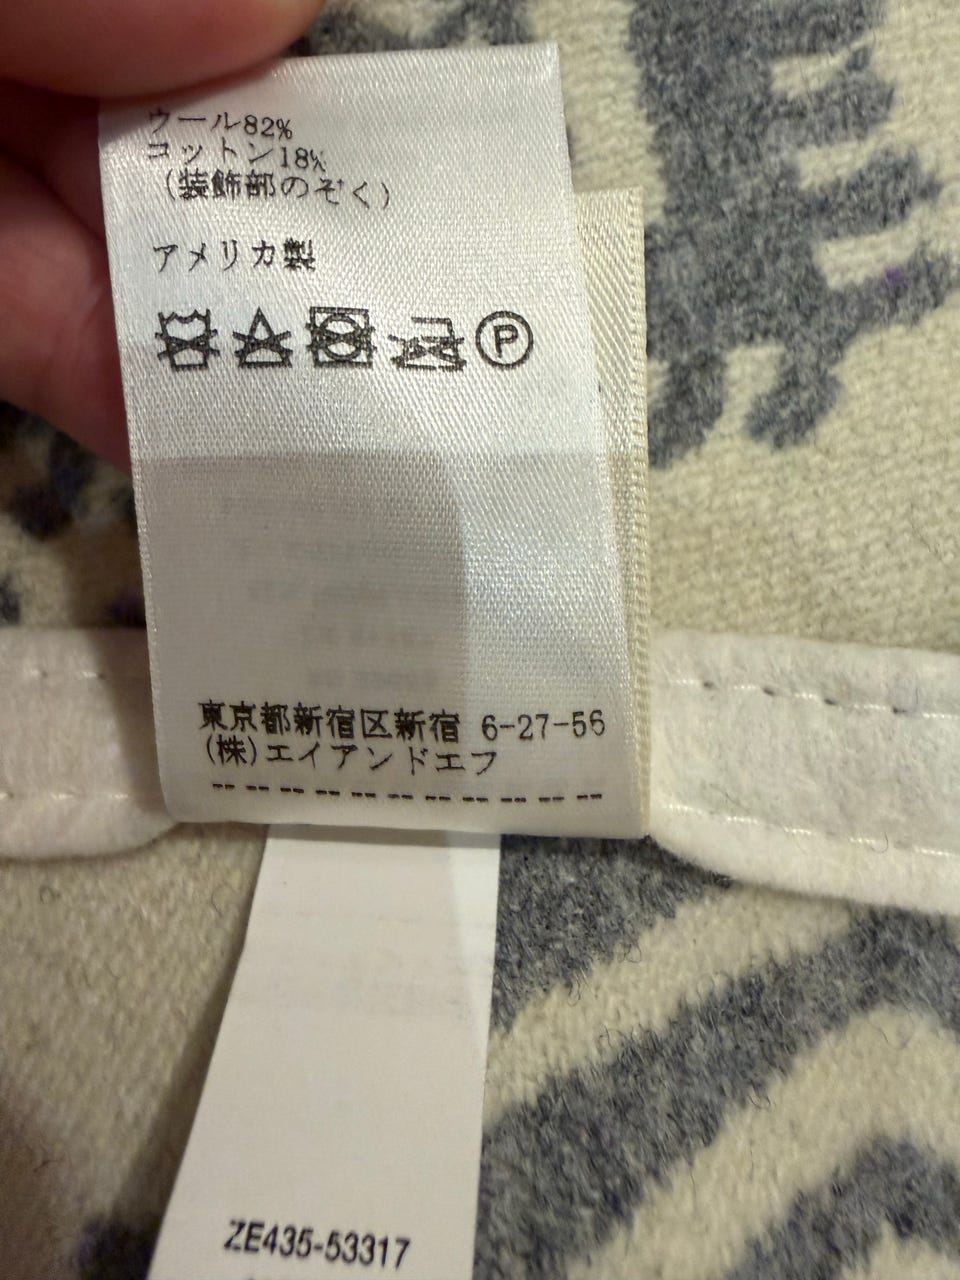 ウール82%
コットン18%
(装飾部のぞく)
アメリカ製
P
東京都新宿区新宿 6-27-56
(株)エイアンドエフ
ZE435-53317